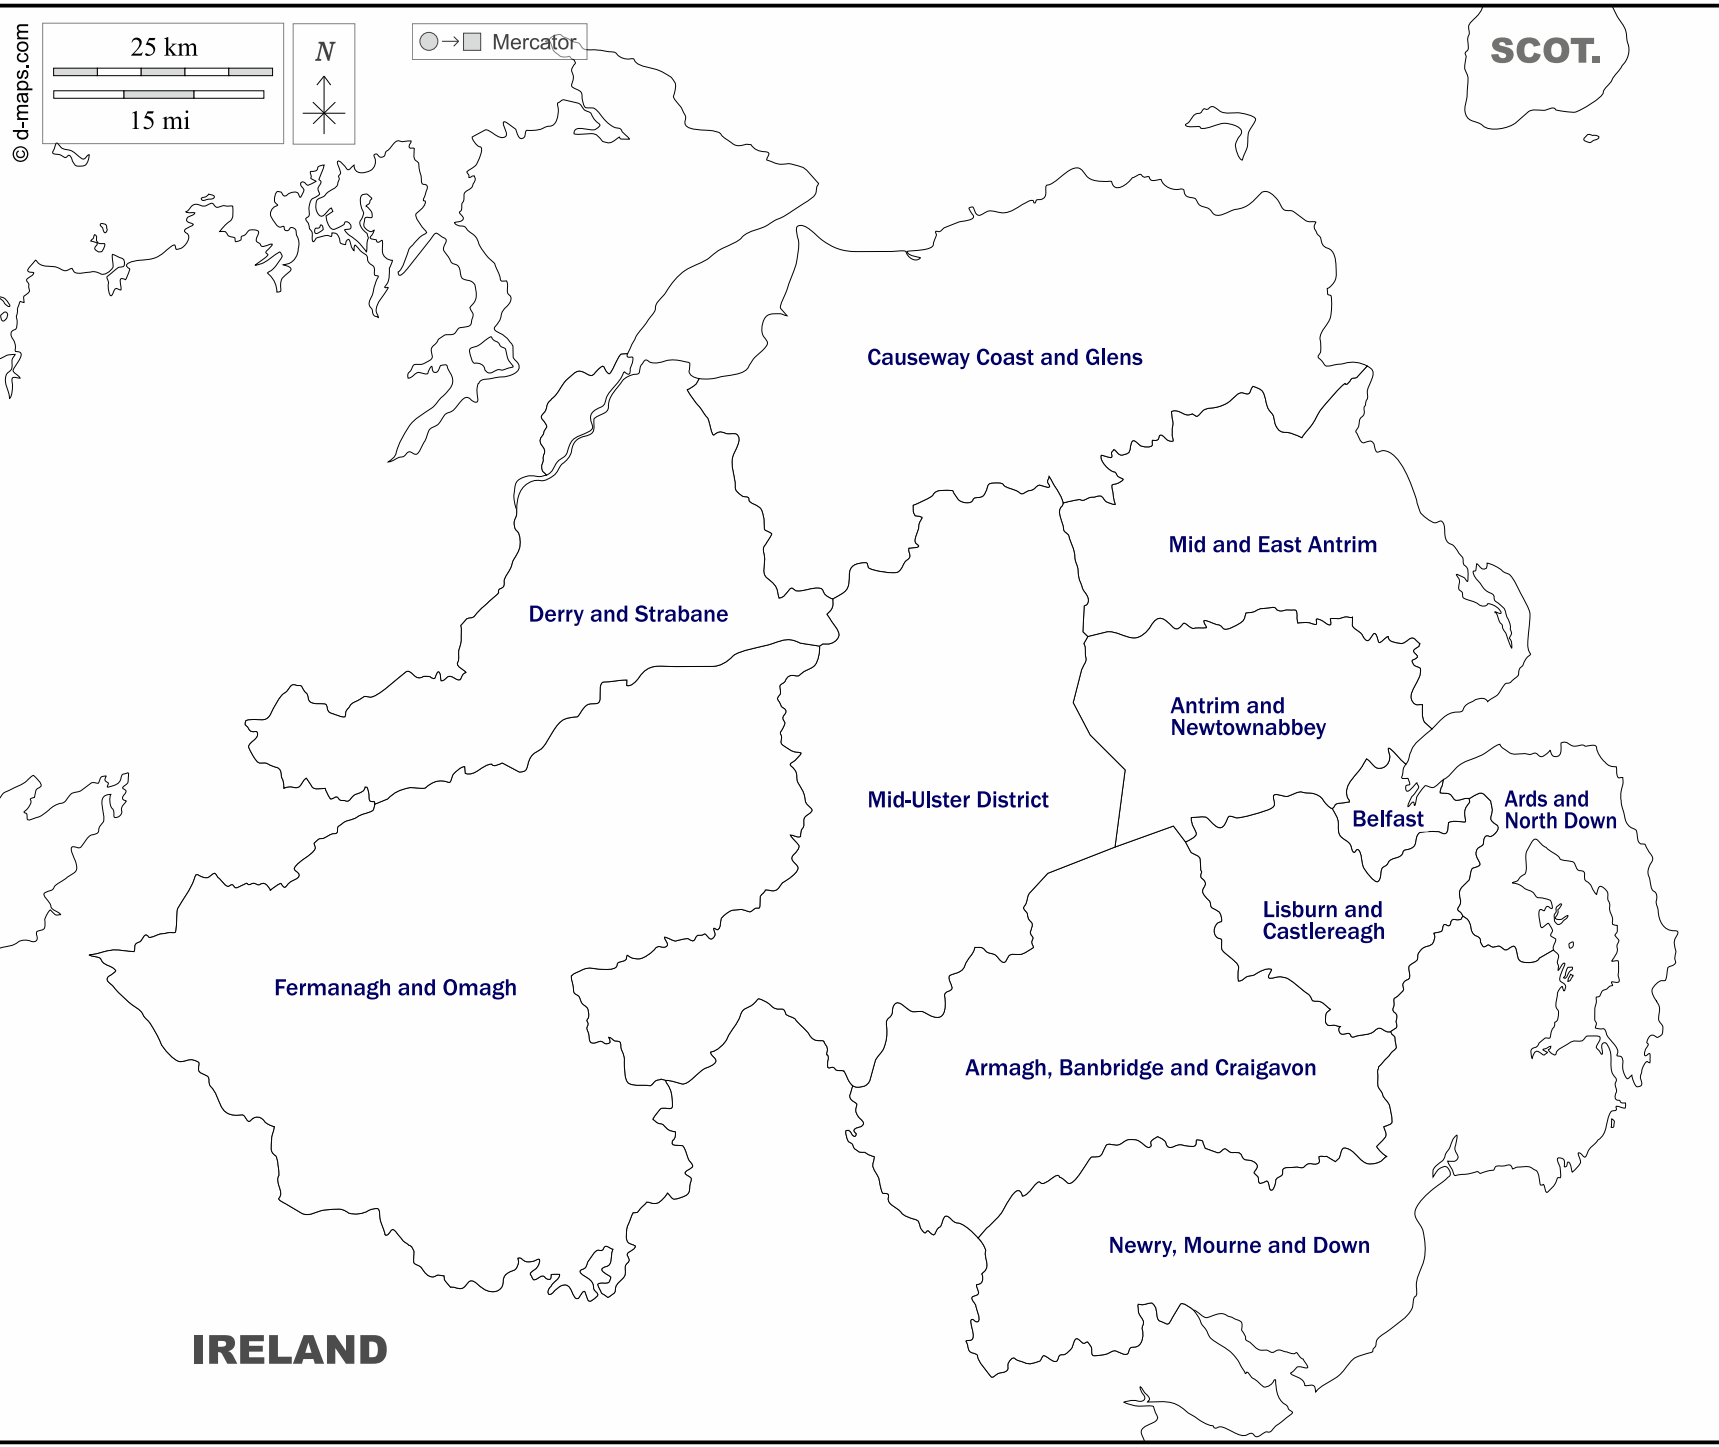 © d-maps.com
25 km
15 mi
N
Mercator
SCOT.
Causeway Coast and Glens
Mid and East Antrim
Derry and Strabane
Antrim and
Newtownabbey
Mid-Ulster District
Belfast
Ards and
North Down
Lisburn and
Castlereagh
Fermanagh and Omagh
Armagh, Banbridge and Craigavon
Newry, Mourne and Down
IRELAND